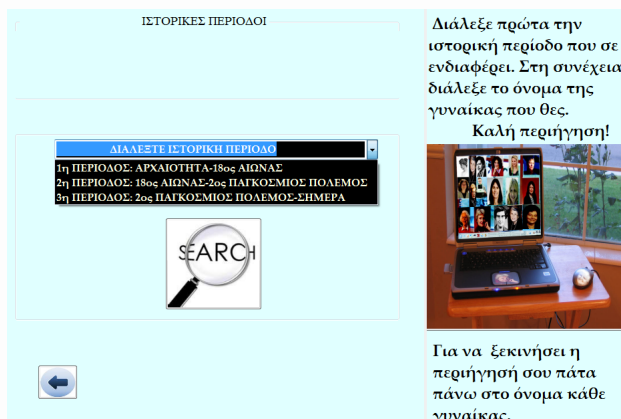 ΙΣΤΟΡΙΚΕΣ ΠΕΡΙΟΔΟΙ
ΔΙΑΛΕΞΤΕ ΙΣΤΟΡΙΚΗ ΠΕΡΙΟΔΟ
1η ΠΕΡΙΟΔΟΣ: ΑΡΧΑΙΟΤΗΤΑ-18ος ΑΙΩΝΑΣ
2η ΠΕΡΙΟΔΟΣ: 18ος ΑΙΩΝΑΣ-2ος ΠΑΓΚΟΣΜΙΟΣ ΠΟΛΕΜΟΣ
3η ΠΕΡΙΟΔΟΣ: 2ος ΠΑΓΚΟΣΜΙΟΣ ΠΟΛΕΜΟΣ-ΣΗΜΕΡΑ
SEARCH
Διάλεξε πρώτα την
ιστορική περίοδο που σε
ενδιαφέρει. Στη συνέχεια
διάλεξε το όνομα της
γυναίκας που θες.
Καλή περιήγηση!
Για να ξεκινήσει η
περιήγησή σου πάτα
πάνω στο όνομα κάθε
γυναίκας.